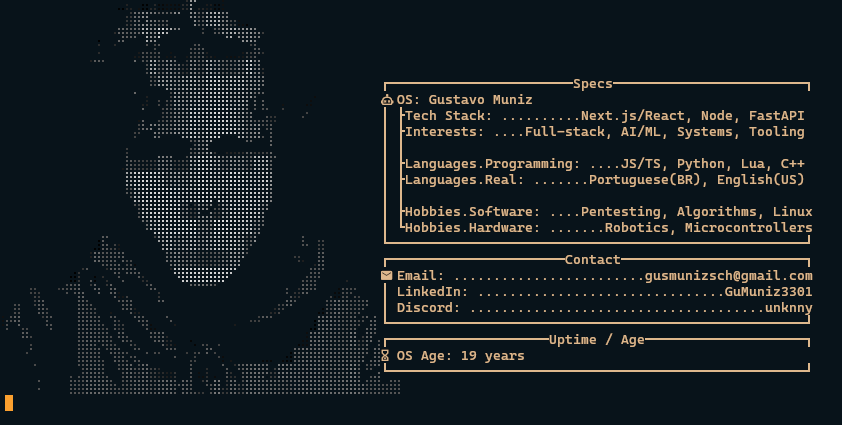 Specs
OS: Gustavo Muniz
Tech Stack: ..........Next.js/React, Node, FastAPI
Interests: ....Full-stack, AI/ML, Systems, Tooling
Languages.Programming: ....JS/TS, Python, Lua, C++
Languages.Real: .......Portuguese(BR), English(US)
Hobbies.Software: ....Pentesting, Algorithms, Linux
Hobbies.Hardware: .......Robotics, Microcontrollers
Contact
Email: ........................gusmunizsch@gmail.com
LinkedIn: ................................GuMuniz3301
Discord: .....................................unknny
Uptime / Age
OS Age: 19 years